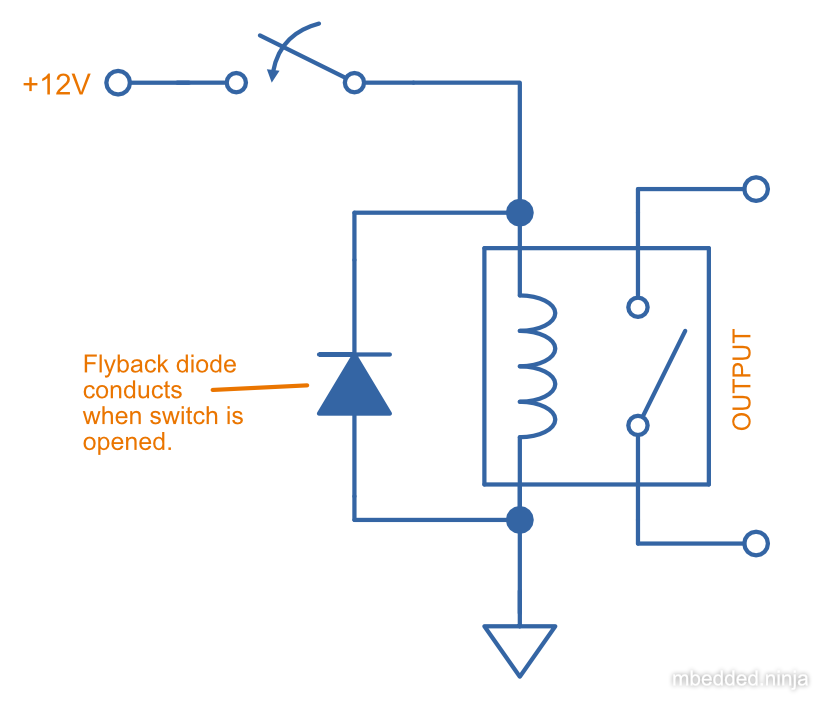 +12V
Flyback diode
conducts
when switch is
opened.
OUTPUT
mbedded.ninja